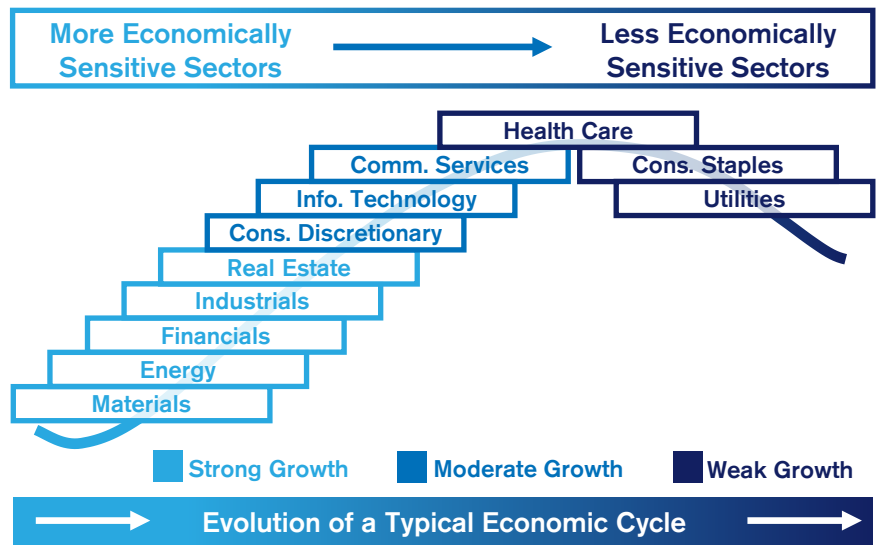 More Economically
Sensitive Sectors
Less Economically
Sensitive Sectors
Health Care
Comm. Services
Cons. Staples
Info. Technology
Utilities
Cons. Discretionary
Real Estate
Industrials
Financials
Energy
Materials
Strong Growth
Moderate Growth
Weak Growth
Evolution of a Typical Economic Cycle